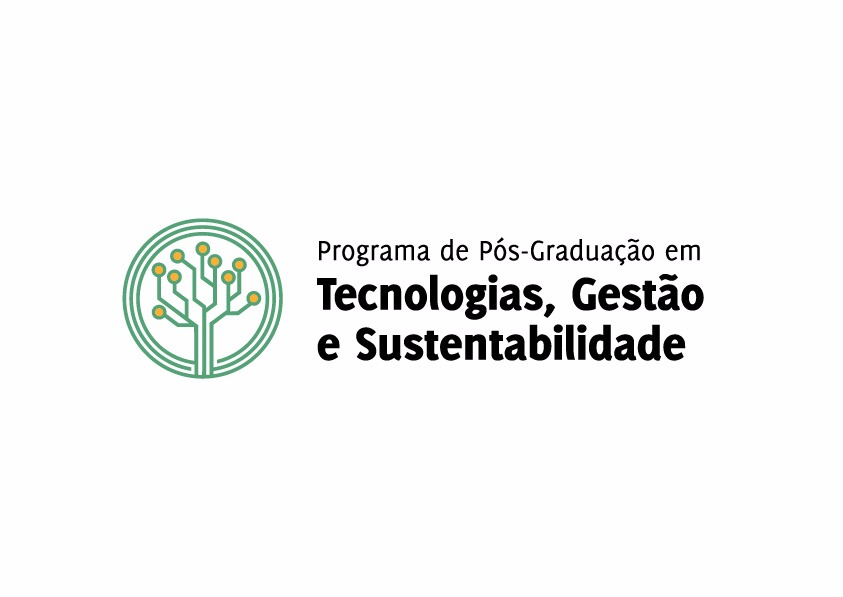 Programa de Pós-Graduação em
Tecnologias, Gestão
e Sustentabilidade